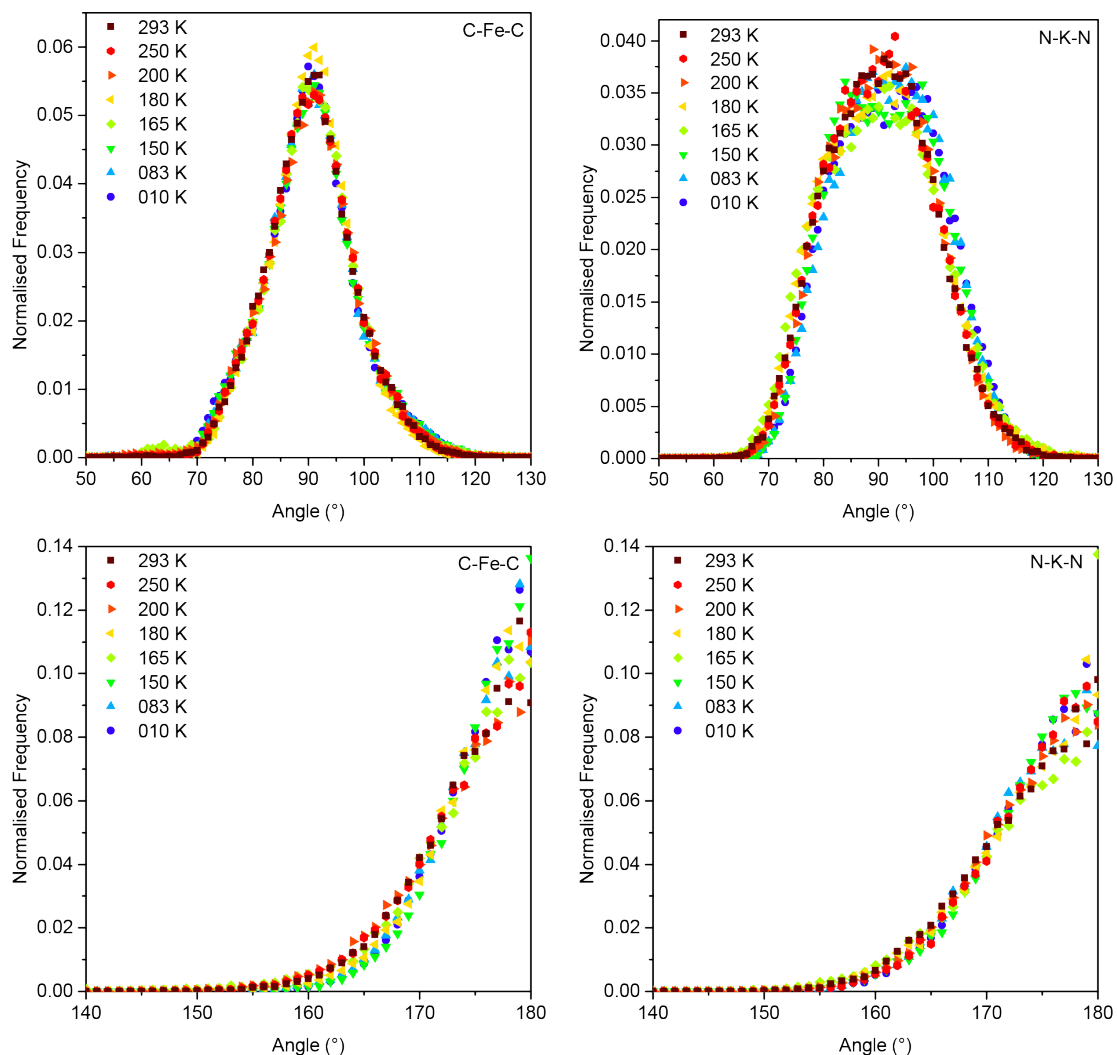 C-Fe-C
293 K
250 K
200 K
180 K
165 K
150 K
083 K
010 K
0.06
0.05
0.04
0.03
0.02
0.01
0.00
50 60 70 80 90 100 110 120 130
Normalised Frequency
Angle (°)
N-K-N
293 K
250 K
200 K
180 K
165 K
150 K
083 K
010 K
0.040
0.035
0.030
0.025
0.020
0.015
0.010
0.005
0.000
50 60 70 80 90 100 110 120 130
Normalised Frequency
Angle (°)
C-Fe-C
293 K
250 K
200 K
180 K
165 K
150 K
083 K
010 K
0.14
0.12
0.10
0.08
0.06
0.04
0.02
0.00
140 150 160 170 180
Normalised Frequency
Angle (°)
N-K-N
293 K
250 K
200 K
180 K
165 K
150 K
083 K
010 K
0.14
0.12
0.10
0.08
0.06
0.04
0.02
0.00
140 150 160 170 180
Normalised Frequency
Angle (°)